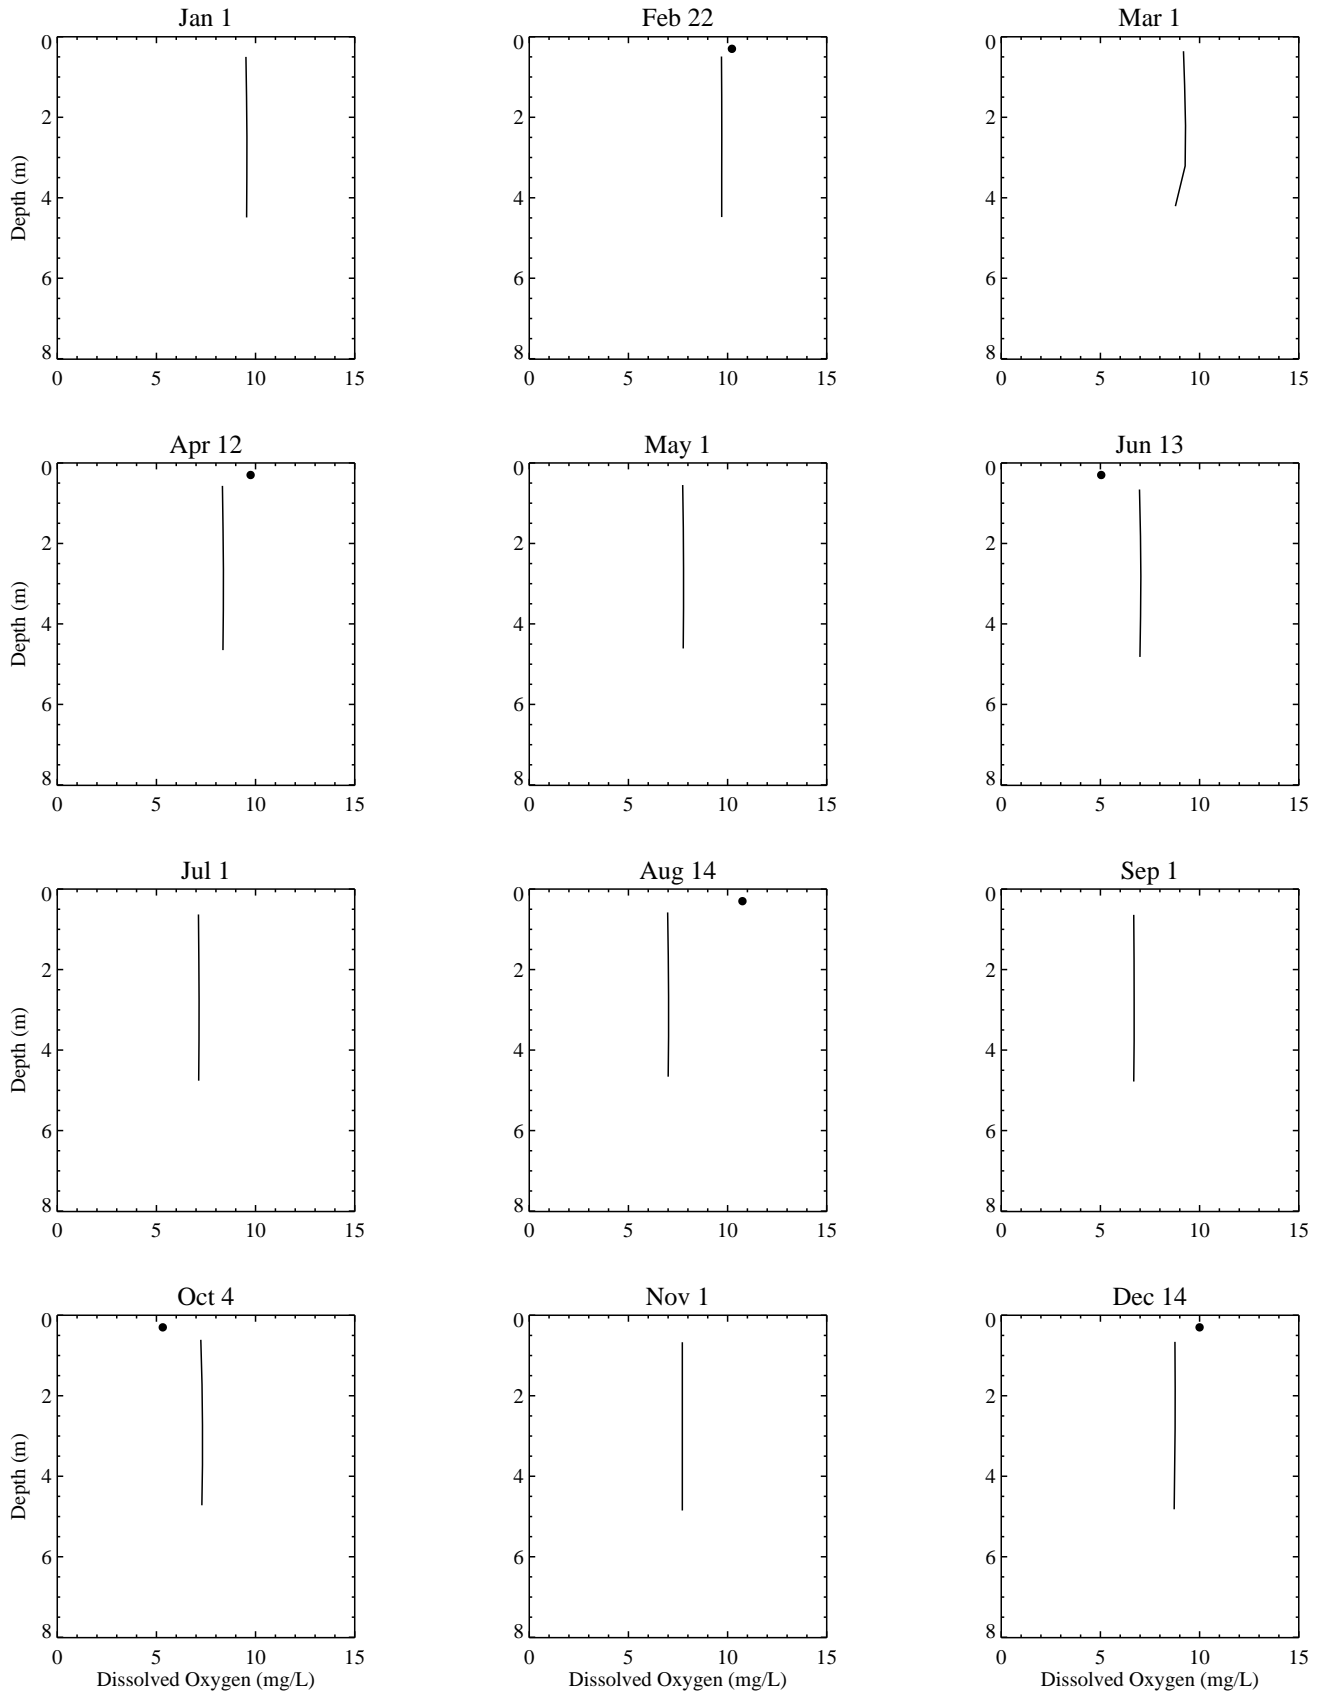 Jan 1 Feb 22 Mar 1
0 0 0
2 2 2
4 4 4
6 6 6
8 8 8
Depth (m)
0 5 10 15 0 5 10 15 0 5 10 15
Apr 12 May 1 Jun 13
0 0 0
2 2 2
4 4 4
6 6 6
8 8 8
Depth (m)
0 5 10 15 0 5 10 15 0 5 10 15
Jul 1 Aug 14 Sep 1
0 0 0
2 2 2
4 4 4
6 6 6
8 8 8
Depth (m)
0 5 10 15 0 5 10 15 0 5 10 15
Oct 4 Nov 1 Dec 14
0 0 0
2 2 2
4 4 4
6 6 6
8 8 8
Depth (m)
0 5 10 15 0 5 10 15 0 5 10 15
Dissolved Oxygen (mg/L) Dissolved Oxygen (mg/L) Dissolved Oxygen (mg/L)